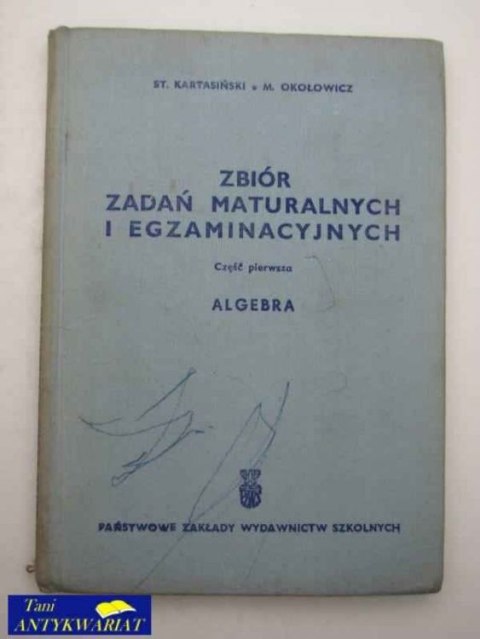 ST. KARTASIŃSKI • M. OKOŁOWICZ
ZBIÓR
ZADAŃ MATURALNYCH
I EGZAMINACYJNYCH
Część pierwsza
ALGEBRA
PAŃSTWOWE ZAKŁADY WYDAWNICTW SZKOLNYCH
Tani
ANTYKWARIAT